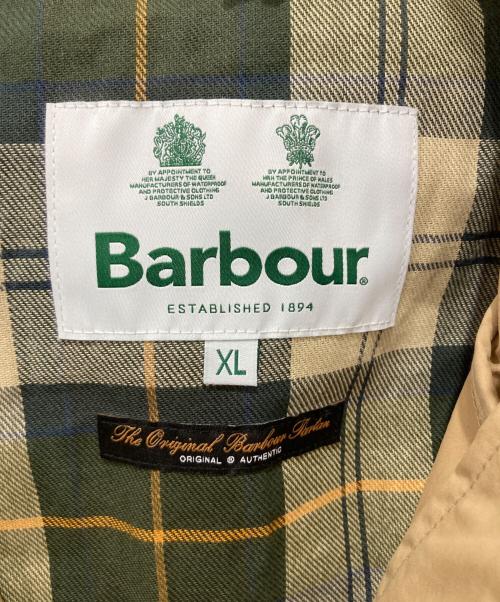 BY APPOINTMENT TO
HER MAJESTY THE QUEEN
MANUFACTURERS OF WATERPROOF
AND PROTECTIVE CLOTHING
J BARBOUR & SONS LTD
SOUTH SHIELDS
BY APPOINTMENT TO
HRH THE PRINCE OF WALES
MANUFACTURERS OF WATERPROOF
AND PROTECTIVE CLOTHING
J BARBOUR & SONS LTD
SOUTH SHIELDS
Barbour®
ESTABLISHED 1894
XL
The Original Barbour Tartan
ORIGINAL ® AUTHENTIC